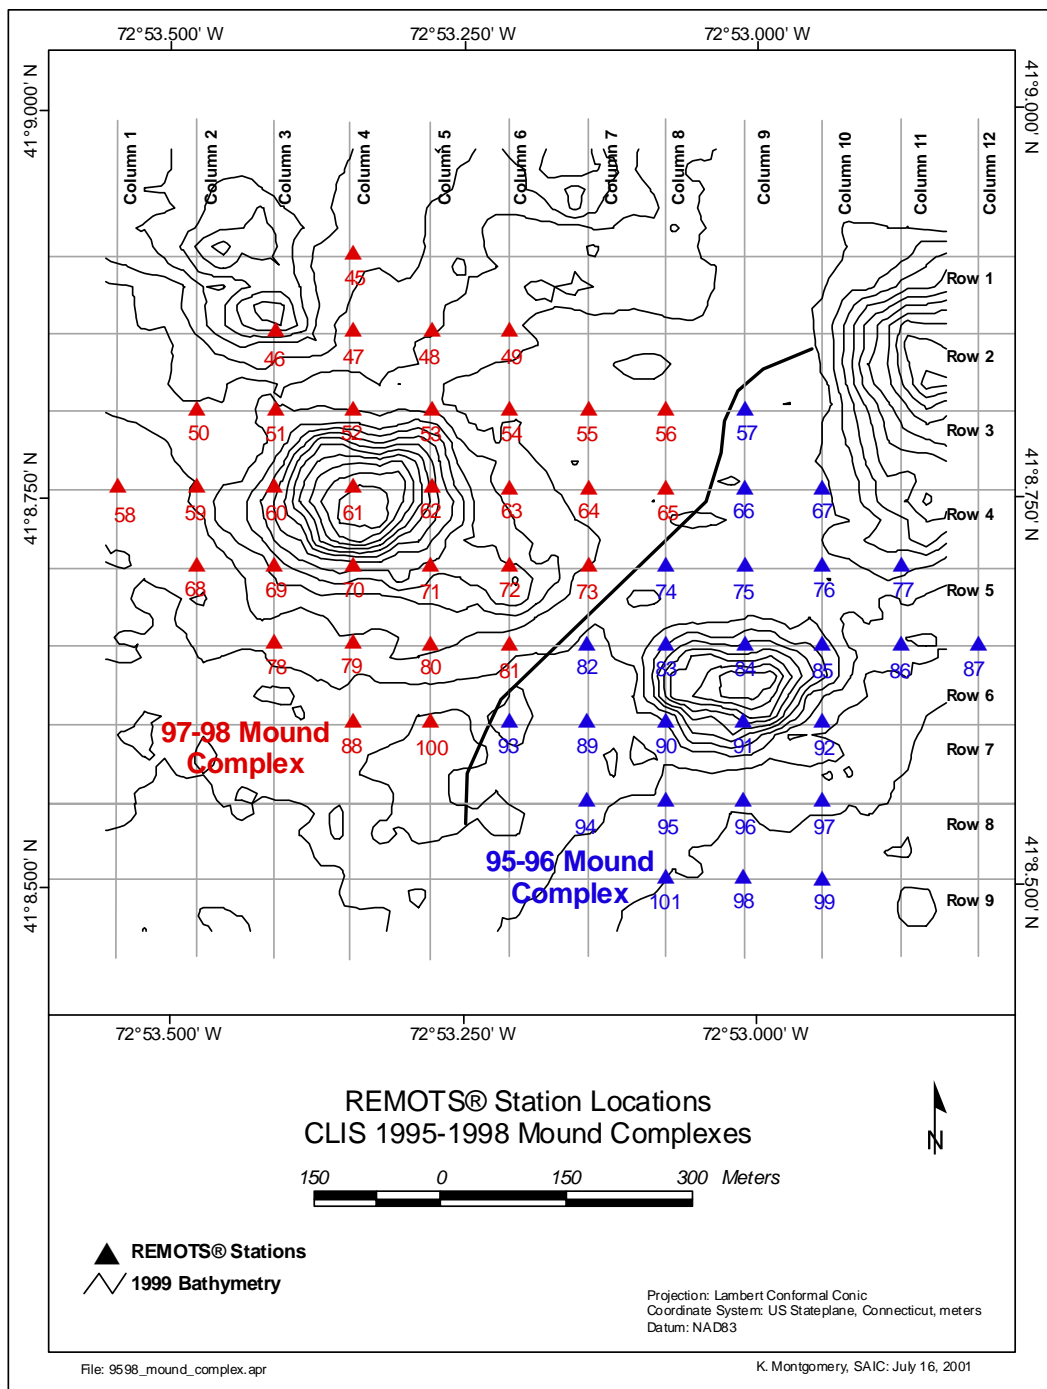 72°53.500' W 72°53.250' W 72°53.000' W
41°9.000' N
41°9.000' N
Column 1
Column 2
Column 3
Column 4
Column 5
Column 6
Column 7
Column 8
Column 9
Column 10
Column 11
Column 12
45 Row 1
46 47 48 49 Row 2
50 51 52 53 54 55 56 57 Row 3
41°8.750' N
41°8.750' N
58 59 60 61 62 63 64 65 66 67 Row 4
68 69 70 71 72 73 74 75 76 77 Row 5
78 79 80 81 82 83 84 85 86 87
Row 6
97-98 Mound
Complex
88 100 93 89 90 91 92 Row 7
94 95 96 97 Row 8
95-96 Mound
Complex
41°8.500' N
41°8.500' N
101 98 99 Row 9
72°53.500' W 72°53.250' W 72°53.000' W
REMOTS® Station Locations
CLIS 1995-1998 Mound Complexes
N
150 0 150 300 Meters
REMOTS® Stations
1999 Bathymetry
Projection: Lambert Conformal Conic
Coordinate System: US Stateplane, Connecticut, meters
Datum: NAD83
File: 9598_mound_complex.apr
K. Montgomery, SAIC: July 16, 2001